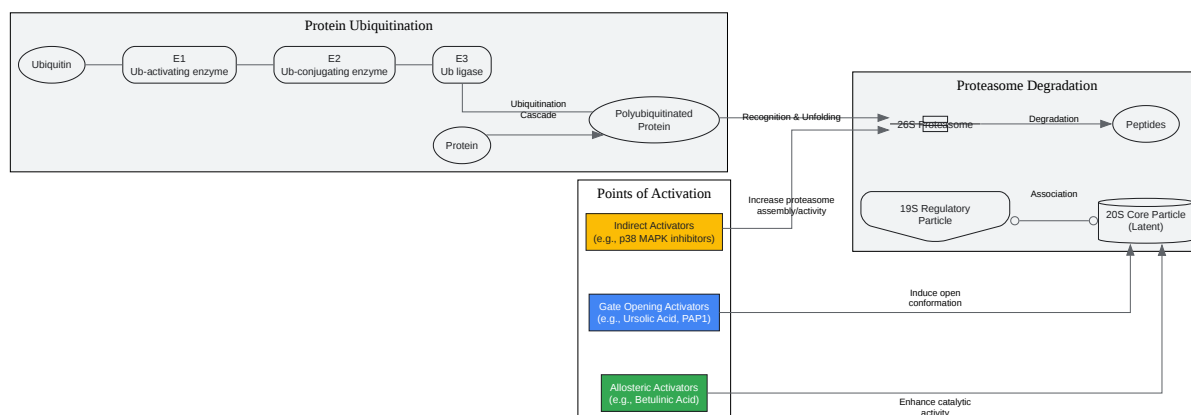 Protein Ubiquitination
Ubiquitin
E1
Ub-activating enzyme
E2
Ub-conjugating enzyme
E3
Ub ligase
Ubiquitination
Cascade
Protein
Polyubiquitinated
Protein
Recognition & Unfolding
Proteasome Degradation
26S Proteasome
Degradation
Peptides
19S Regulatory
Particle
Association
20S Core Particle
(Latent)
Points of Activation
Indirect Activators
(e.g., p38 MAPK inhibitors)
Increase proteasome
assembly/activity
Gate Opening Activators
(e.g., Ursolic Acid, PAP1)
Induce open
conformation
Allosteric Activators
(e.g., Betulinic Acid)
Enhance catalytic
activity